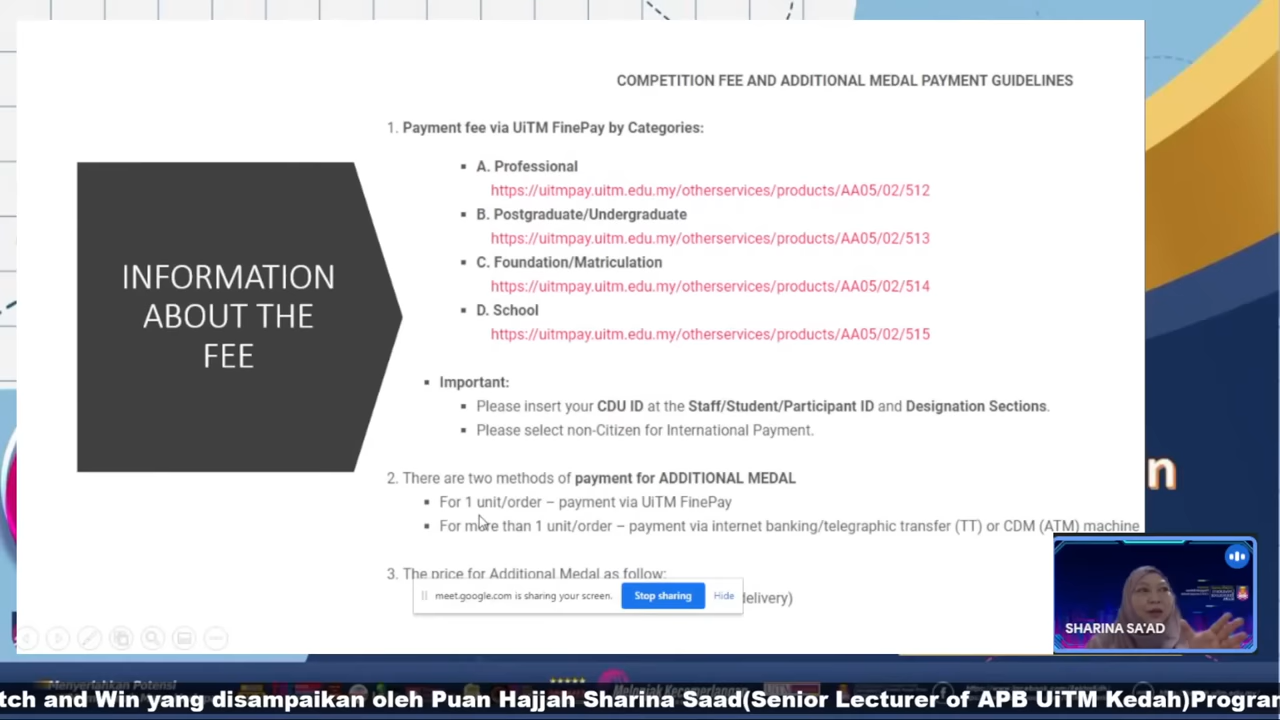 COMPETITION FEE AND ADDITIONAL MEDAL PAYMENT GUIDELINES
1. Payment fee via UiTM FinePay by Categories:
▪ A. Professional
https://uitmpay.uitm.edu.my/otherservices/products/AA05/02/512
▪ B. Postgraduate/Undergraduate
https://uitmpay.uitm.edu.my/otherservices/products/AA05/02/513
▪ C. Foundation/Matriculation
https://uitmpay.uitm.edu.my/otherservices/products/AA05/02/514
▪ D. School
https://uitmpay.uitm.edu.my/otherservices/products/AA05/02/515
INFORMATION
ABOUT THE
FEE
▪ Important:
▪ Please insert your CDU ID at the Staff/Student/Participant ID and Designation Sections.
▪ Please select non-Citizen for International Payment.
2. There are two methods of payment for ADDITIONAL MEDAL
▪ For 1 unit/order – payment via UiTM FinePay
▪ For more than 1 unit/order – payment via internet banking/telegraphic transfer (TT) or CDM (ATM) machine
3. The price for Additional Medal as follow:
delivery)
meet.google.com is sharing your screen.
Stop sharing
Hide
n
SHARINA SA'AD
Menyerlahkan Potensi
Melonjak Kecemerlangan
tch and Win yang disampaikan oleh Puan Hajjah Sharina Saad(Senior Lecturer of APB UiTM Kedah)Program